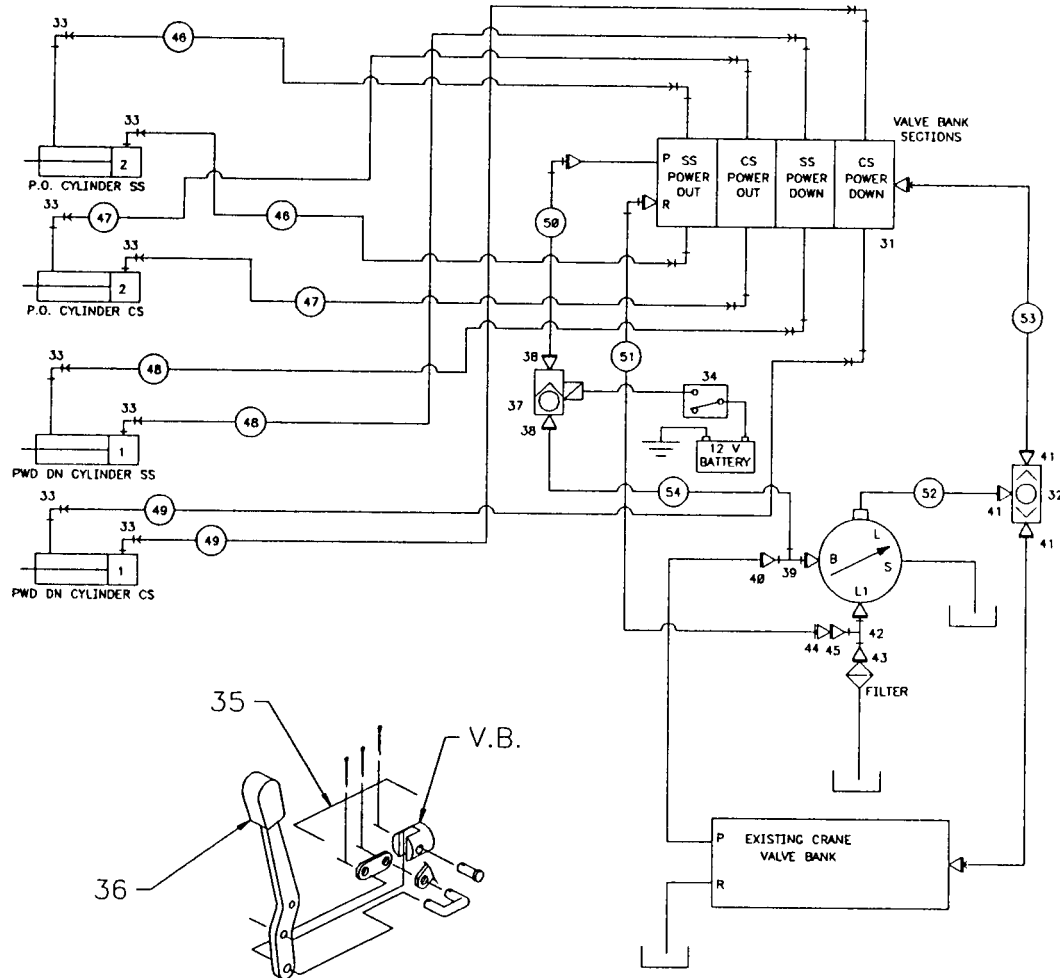 33
46
33
VALVE BANK
SECTIONS
2
P.O. CYLINDER SS
P
R
SS
POWER
OUT
CS
POWER
OUT
SS
POWER
DOWN
CS
POWER
DOWN
33
47
46
50
31
33
2
P.O. CYLINDER CS
47
53
33
48
38
51
34
37
33
48
38
12 V
BATTERY
1
PWD DN CYLINDER SS
41
33
49
54
52
32
41
33
49
41
L
B
S
1
40
39
L1
PWD DN CYLINDER CS
42
44
45
43
FILTER
35
V.B.
36
P
EXISTING CRANE
VALVE BANK
R